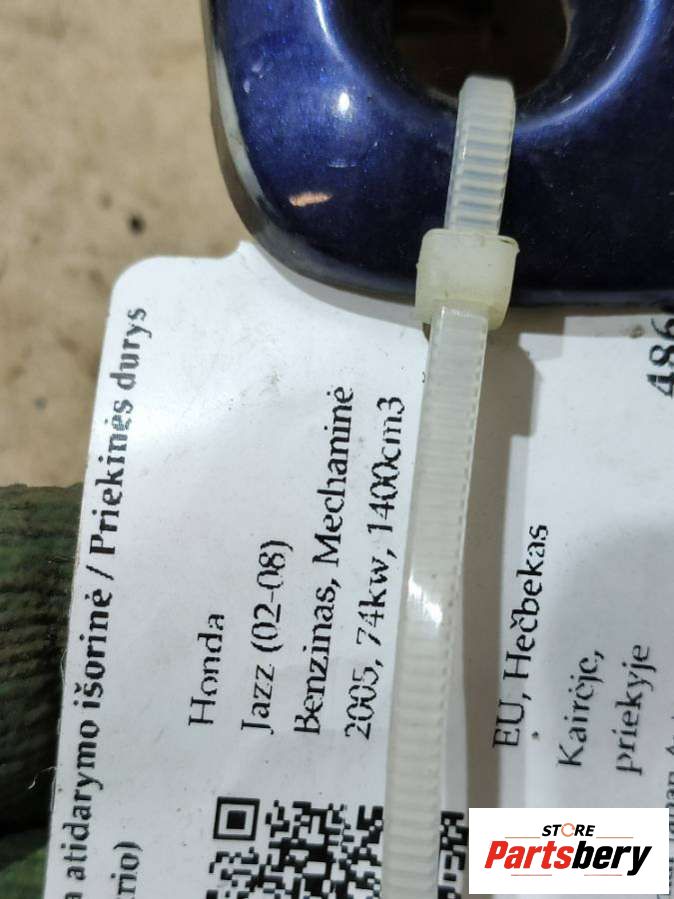 atidarymo išorinė / Priekinės durys
Honda
Jazz (02-08)
Benzinas, Mechaninė
2005, 74kw, 1400cm3
EU, Hečbekas
Kairėje,
priekyje
STORE
Partsbery